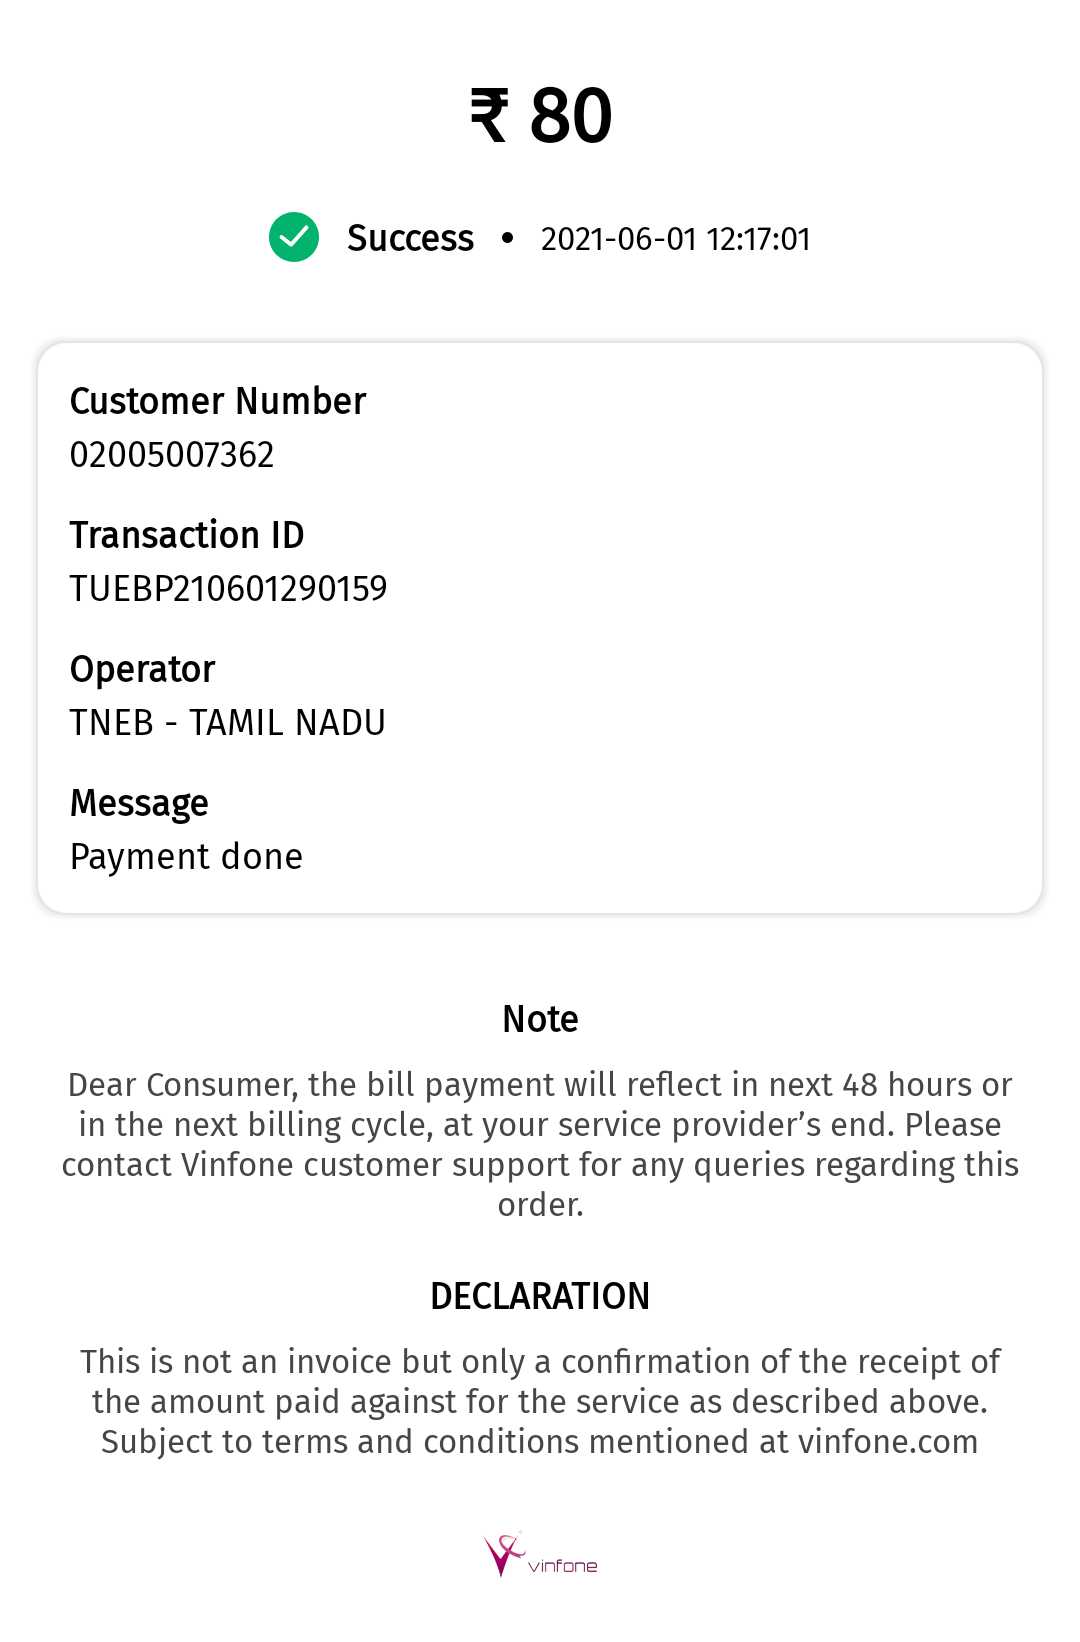 ₹ 80
Success • 2021-06-01 12:17:01
Customer Number
02005007362
Transaction ID
TUEBP210601290159
Operator
TNEB - TAMIL NADU
Message
Payment done
Note
Dear Consumer, the bill payment will reflect in next 48 hours or
in the next billing cycle, at your service provider’s end. Please
contact Vinfone customer support for any queries regarding this
order.
DECLARATION
This is not an invoice but only a confirmation of the receipt of
the amount paid against for the service as described above.
Subject to terms and conditions mentioned at vinfone.com
vinfone